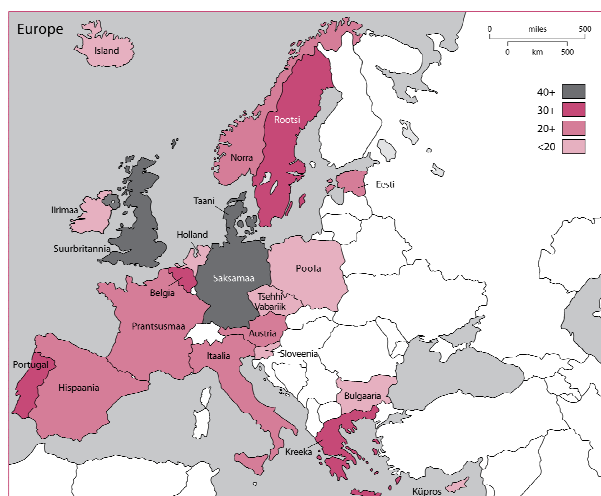 Europe
0 miles 500
0 km 500
40+
30+
20+
<20
Island
Rootsi
Norra
Eesti
Taani
Iirimaa
Holland
Suurbritannia
Saksamaa
Poola
Belgia
Tsehhi
Vabariik
Prantsusmaa
Austria
Itaalia
Sloveenia
Portugal
Hispaania
Bulgaaria
Kreeka
Küpros